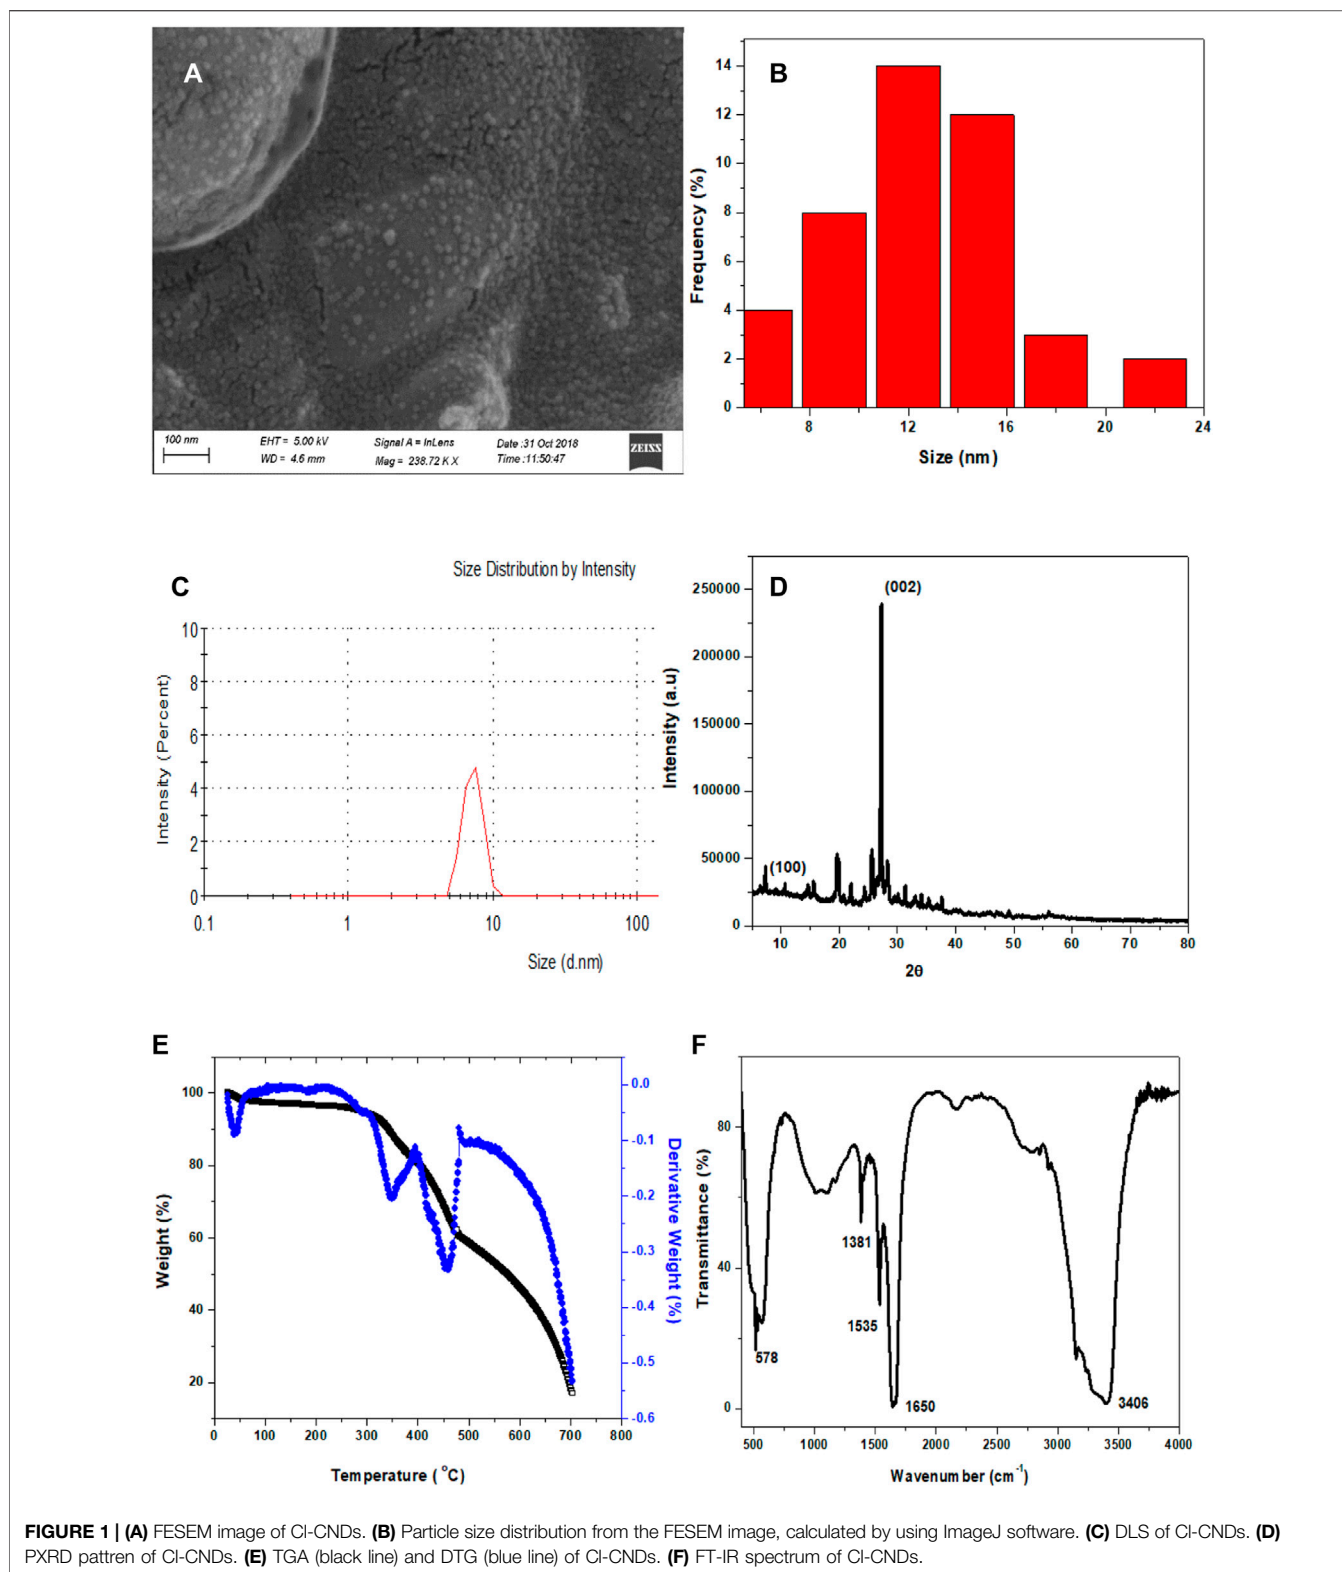 A
100 nm
EHT = 5.00 kV
Signal A = InLens
Date :31 Oct 2018
WD = 4.6 mm
Mag = 238.72 K X
Time :11:50:47
ZEISS
B
14
12
10
8
6
4
2
0
Frequency (%)
8
12
16
20
24
Size (nm)
C
Size Distribution by Intensity
10
8
6
4
2
0
Intensity (Percent)
0.1
1
10
100
Size (d.nm)
D
(002)
(100)
250000
200000
150000
100000
50000
0
Intensity (a.u)
10
20
30
40
50
60
70
80
2θ
E
100
80
60
40
20
Weight (%)
0.0
-0.1
-0.2
-0.3
-0.4
-0.5
-0.6
Derivative Weight (%)
0
100
200
300
400
500
600
700
800
Temperature ( °C)
F
80
40
0
Transmittance (%)
578
1381
1535
1650
3406
500
1000
1500
2000
2500
3000
3500
4000
Wavenumber (cm-1)
FIGURE 1 | (A) FESEM image of Cl-CNDs. (B) Particle size distribution from the FESEM image, calculated by using ImageJ software. (C) DLS of Cl-CNDs. (D)
PXRD pattren of Cl-CNDs. (E) TGA (black line) and DTG (blue line) of Cl-CNDs. (F) FT-IR spectrum of Cl-CNDs.